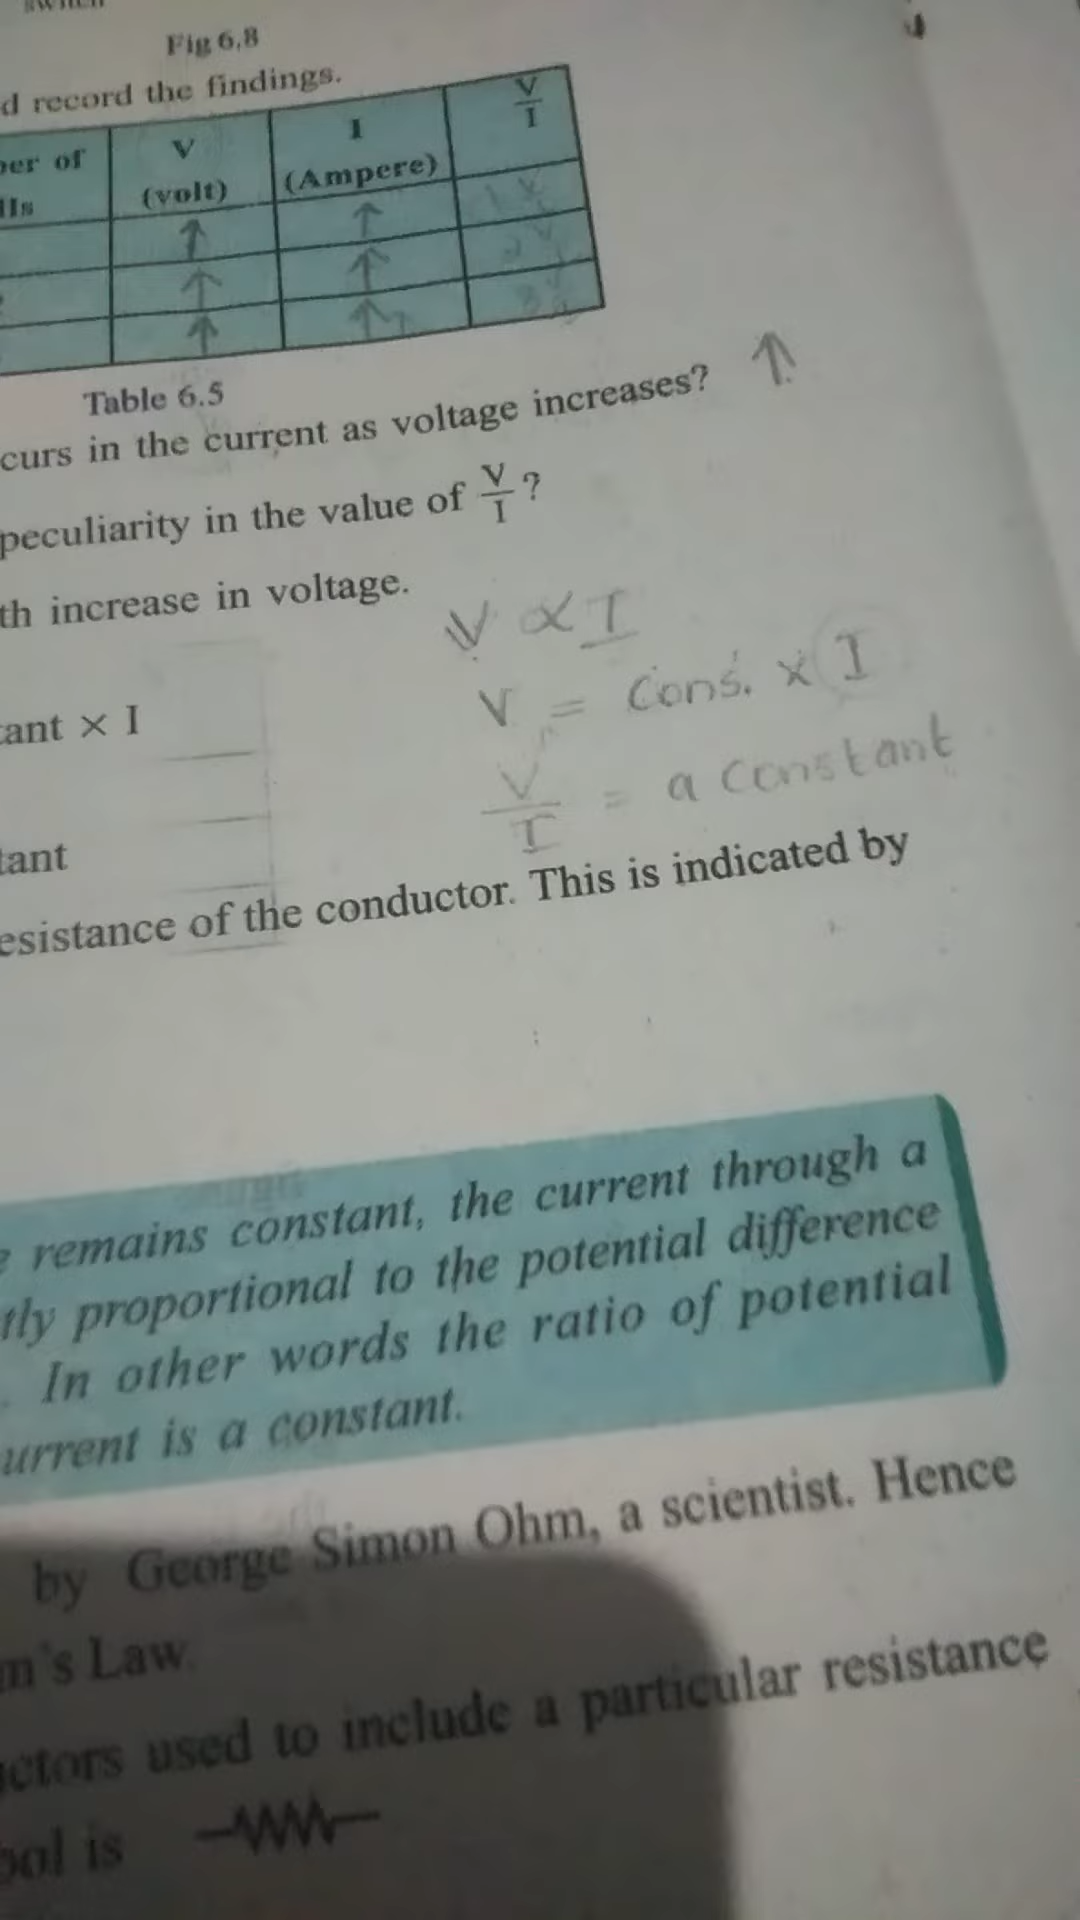 Fig 6.8
d record the findings.
er of
lls
V
(volt)
I
(Ampere)
V
I
Table 6.5
curs in the current as voltage increases? ↑
peculiarity in the value of V/I ?
th increase in voltage.
V ∝ I
V = Cons. × I
tant × I
V/I = a constant
tant
esistance of the conductor. This is indicated by
remains constant, the current through a
tly proportional to the potential difference
. In other words the ratio of potential
urrent is a constant.
by George Simon Ohm, a scientist. Hence
m's Law
ctors used to include a particular resistance
ol is